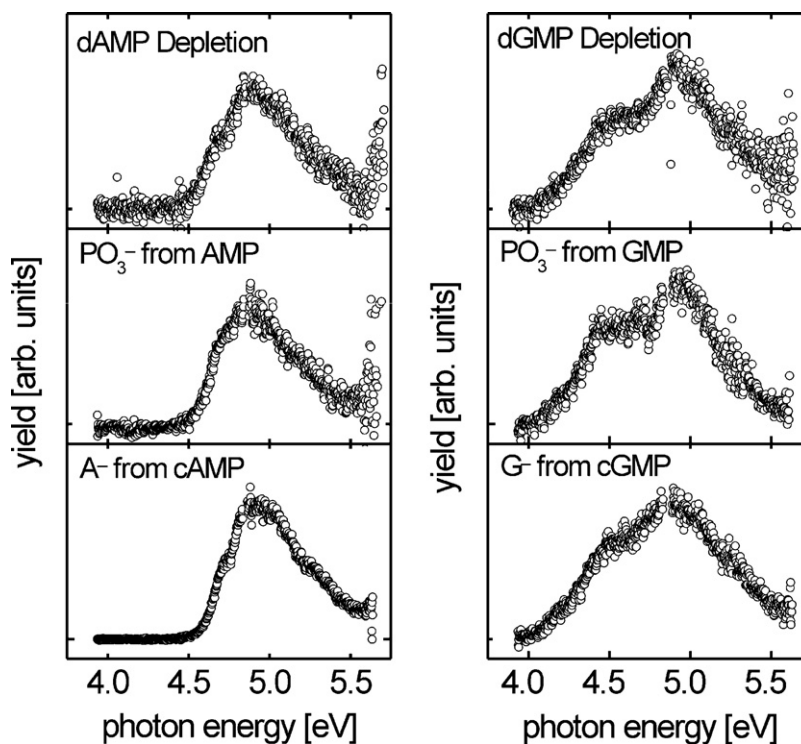 dAMP Depletion
PO₃⁻ from AMP
A⁻ from cAMP
yield [arb. units]
4.0 4.5 5.0 5.5
photon energy [eV]
dGMP Depletion
PO₃⁻ from GMP
G⁻ from cGMP
yield [arb. units]
4.0 4.5 5.0 5.5
photon energy [eV]